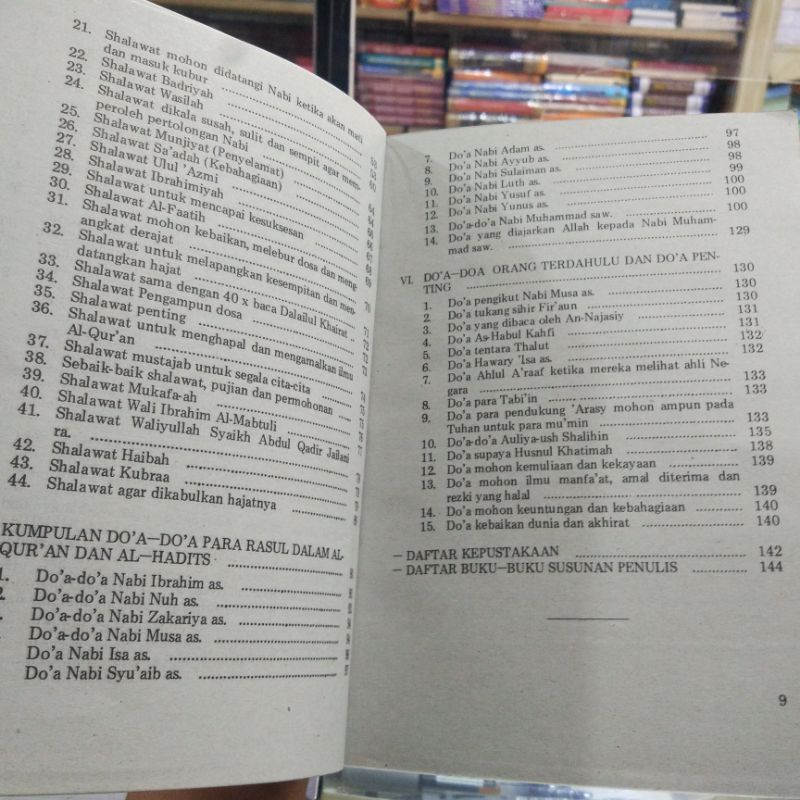 21. Shalawat mohon didatangi Nabi ketika akan mati
dan masuk kubur
22. Shalawat Badriyah
23. Shalawat Wasilah
24. Shalawat dikala susah, sulit dan sempit agar mem-
peroleh pertolongan Nabi
25. Shalawat Munjiyat (Penyelamat)
26. Shalawat Sa'adah (Kebahagiaan)
27. Shalawat Ulul 'Azmi
28. Shalawat Ibrahimiyah
29. Shalawat untuk mencapai kesuksesan
30. Shalawat Al-Faatih
31. Shalawat mohon kebaikan, melebur dosa dan meng
angkat derajat
32. Shalawat untuk melapangkan kesempitan dan men-
datangkan hajat
33. Shalawat sama dengan 40 x baca Dalailul Khairat
34. Shalawat Pengampun dosa
35. Shalawat penting
36. Shalawat untuk menghapal dan mengamalkan ilmu
Al-Qur'an
37. Shalawat mustajab untuk segala cita-cita
38. Sebaik-baik shalawat, pujian dan permohonan
39. Shalawat Mukafa-ah
40. Shalawat Wali Ibrahim Al-Mabtuli
41. Shalawat Waliyullah Syaikh Abdul Qadir Jailani
ra.
42. Shalawat Haibah
43. Shalawat Kubraa
44. Shalawat agar dikabulkan hajatnya
KUMPULAN DO'A—DO'A PARA RASUL DALAM AL-
QUR'AN DAN AL—HADITS
1. Do'a-do'a Nabi Ibrahim as.
2. Do'a-do'a Nabi Nuh as.
Do'a-do'a Nabi Zakariya as.
Do'a-do'a Nabi Musa as.
Do'a Nabi Isa as.
Do'a Nabi Syu'aib as.
7. Do'a Nabi Adam as. 97
8. Do'a Nabi Ayyub as. 98
9. Do'a Nabi Sulaiman as. 98
10. Do'a Nabi Luth as. 99
11. Do'a Nabi Yusuf as. 100
12. Do'a Nabi Yunus as. 100
13. Do'a-do'a Nabi Muhammad saw. 100
14. Do'a yang diajarkan Allah kepada Nabi Muham-
mad saw. 129
VI. DO'A—DOA ORANG TERDAHULU DAN DO'A PEN-
TING 130
1. Do'a pengikut Nabi Musa as. 130
2. Do'a tukang sihir Fir'aun 130
3. Do'a yang dibaca oleh An-Najasiy 131
4. Do'a As-Habul Kahfi 131
5. Do'a tentara Thalut 132
6. Do'a Hawary 'Isa as. 132
7. Do'a Ahlul A'raaf ketika mereka melihat ahli Ne-
gara 133
8. Do'a para Tabi'in 133
9. Do'a para pendukung 'Arasy mohon ampun pada
Tuhan untuk para mu'min 133
10. Do'a-do'a Auliya-ush Shalihin 135
11. Do'a supaya Husnul Khatimah 138
12. Do'a mohon kemuliaan dan kekayaan 139
13. Do'a mohon ilmu manfa'at, amal diterima dan
rezki yang halal 139
14. Do'a mohon keuntungan dan kebahagiaan 140
15. Do'a kebaikan dunia dan akhirat 140
— DAFTAR KEPUSTAKAAN 142
— DAFTAR BUKU—BUKU SUSUNAN PENULIS 144
9